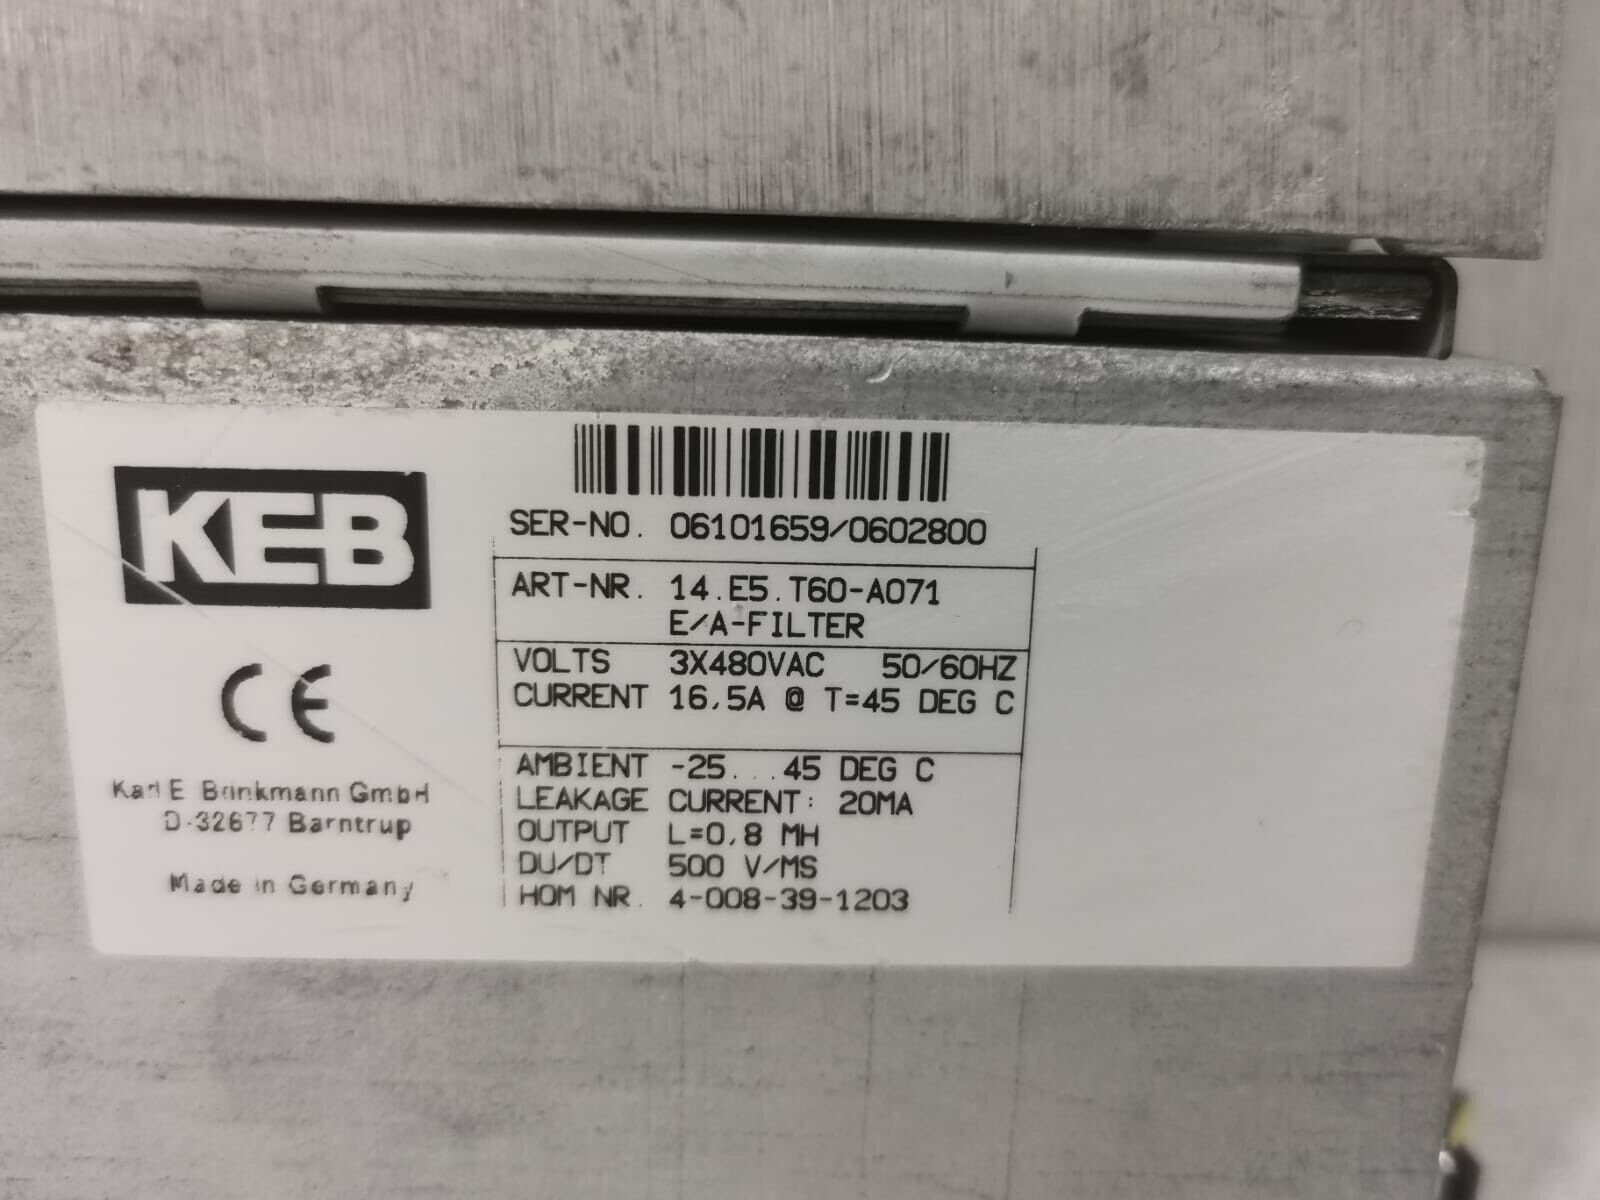 KEB
SER-NO. 06101659/0602800
ART-NR. 14.E5.T60-A071
E/A-FILTER
VOLTS 3X480VAC 50/60HZ
CURRENT 16,5A @ T=45 DEG C
AMBIENT -25...45 DEG C
LEAKAGE CURRENT: 20MA
OUTPUT L=0,8 MH
DU/DT 500 V/MS
HOM NR. 4-008-39-1203
CE
Karl E Brinkmann GmbH
D-32677 Barntrup
Made in Germany